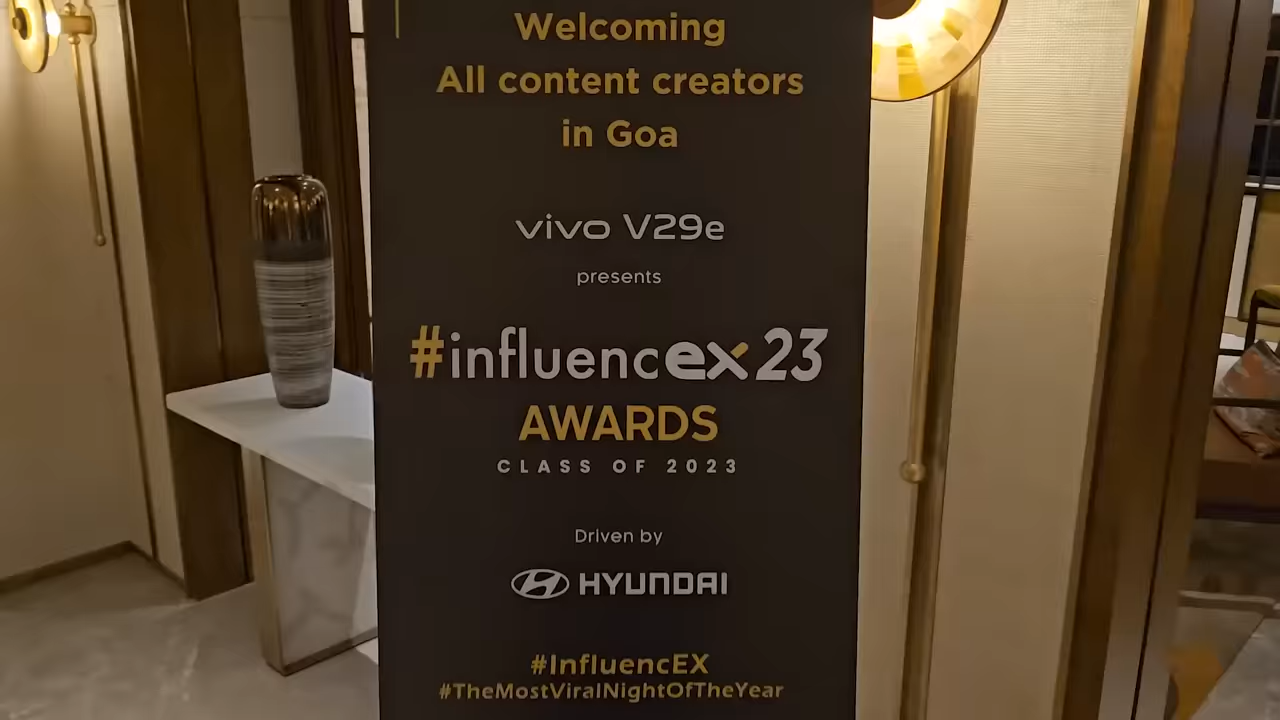 Welcoming
All content creators
in Goa
vivo V29e
presents
#influencex23
AWARDS
CLASS OF 2023
Driven by
HYUNDAI
#InfluencEX
#TheMostViralNightOfTheYear